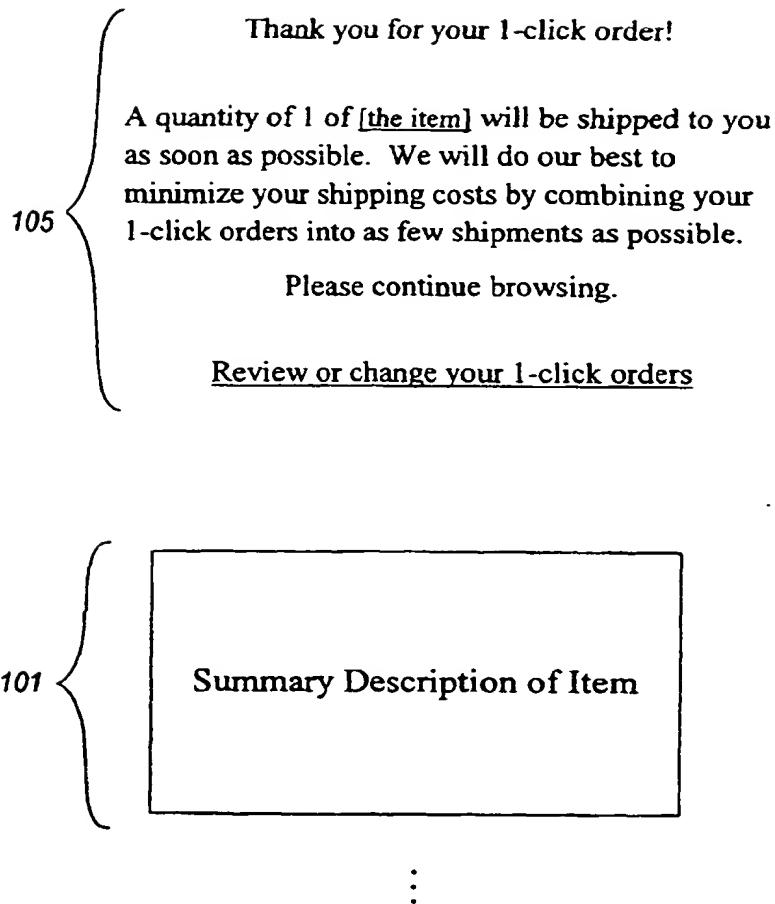 Thank you for your 1-click order!
A quantity of 1 of [the item] will be shipped to you
as soon as possible. We will do our best to
minimize your shipping costs by combining your
105
1-click orders into as few shipments as possible.
Please continue browsing.
Review or change your 1-click orders
101
Summary Description of Item